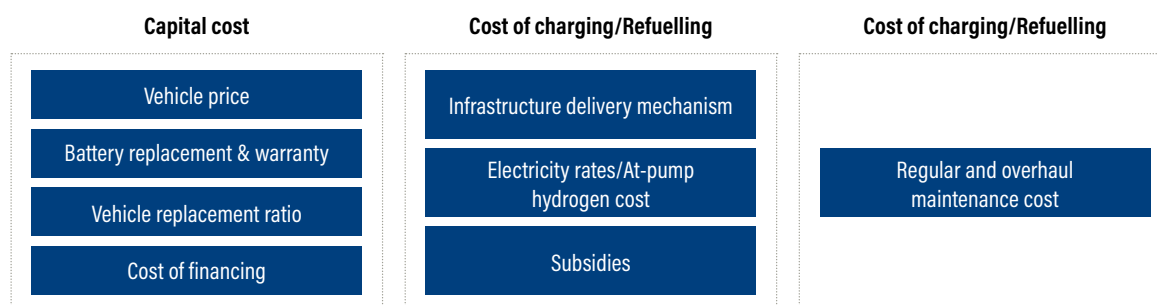 Capital cost
Vehicle price
Battery replacement & warranty
Vehicle replacement ratio
Cost of financing
Cost of charging/Refuelling
Infrastructure delivery mechanism
Electricity rates/At-pump
hydrogen cost
Subsidies
Cost of charging/Refuelling
Regular and overhaul
maintenance cost